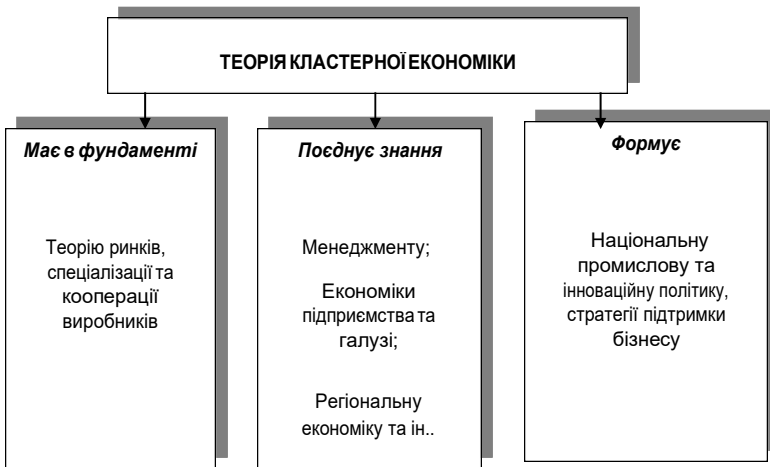 ТЕОРІЯ КЛАСТЕРНОЇ ЕКОНОМІКИ
Має в фундаменті
Теорію ринків,
спеціалізації та
кооперації
виробників
Поєднує знання
Менеджменту;
Економіки
підприємства та
галузі;
Регіональну
економіку та ін..
Формує
Національну
промислову та
інноваційну політику,
стратегії підтримки
бізнесу